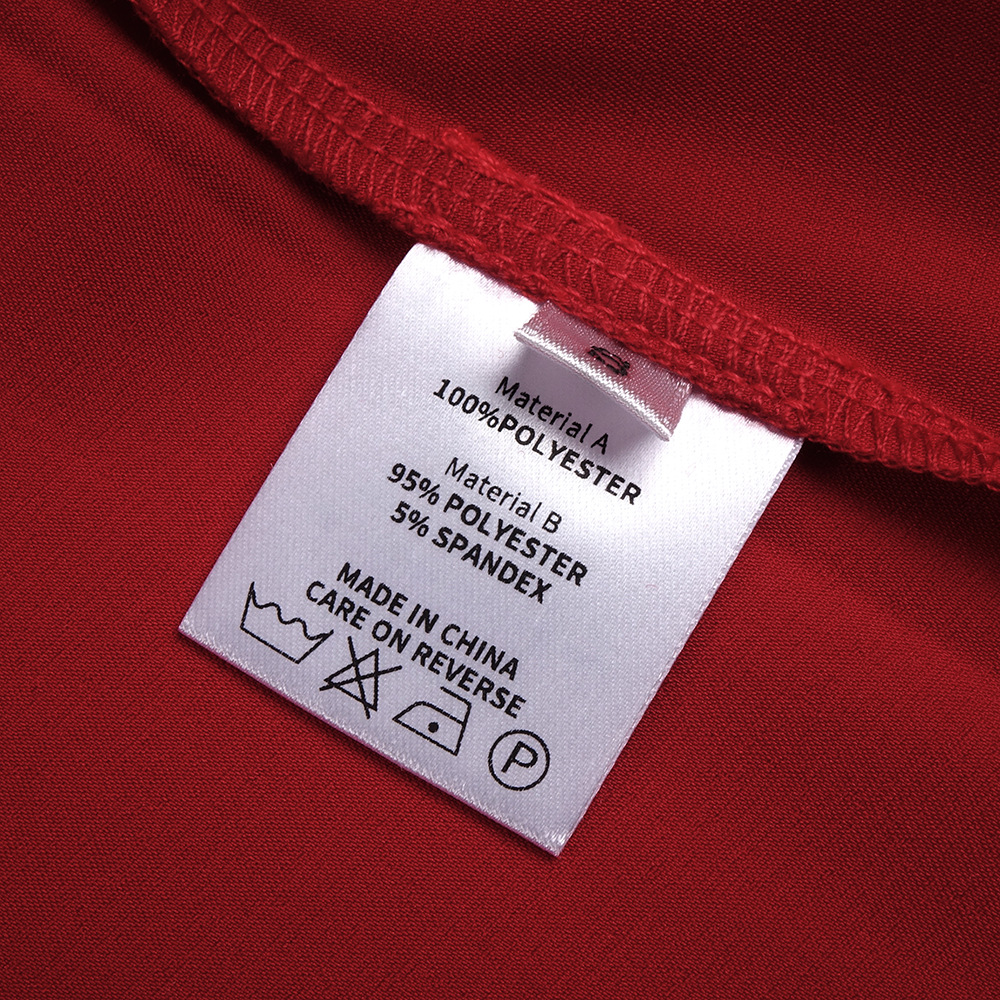 Material A
100%POLYESTER
Material B
95% POLYESTER
5% SPANDEX
MADE IN CHINA
CARE ON REVERSE
P